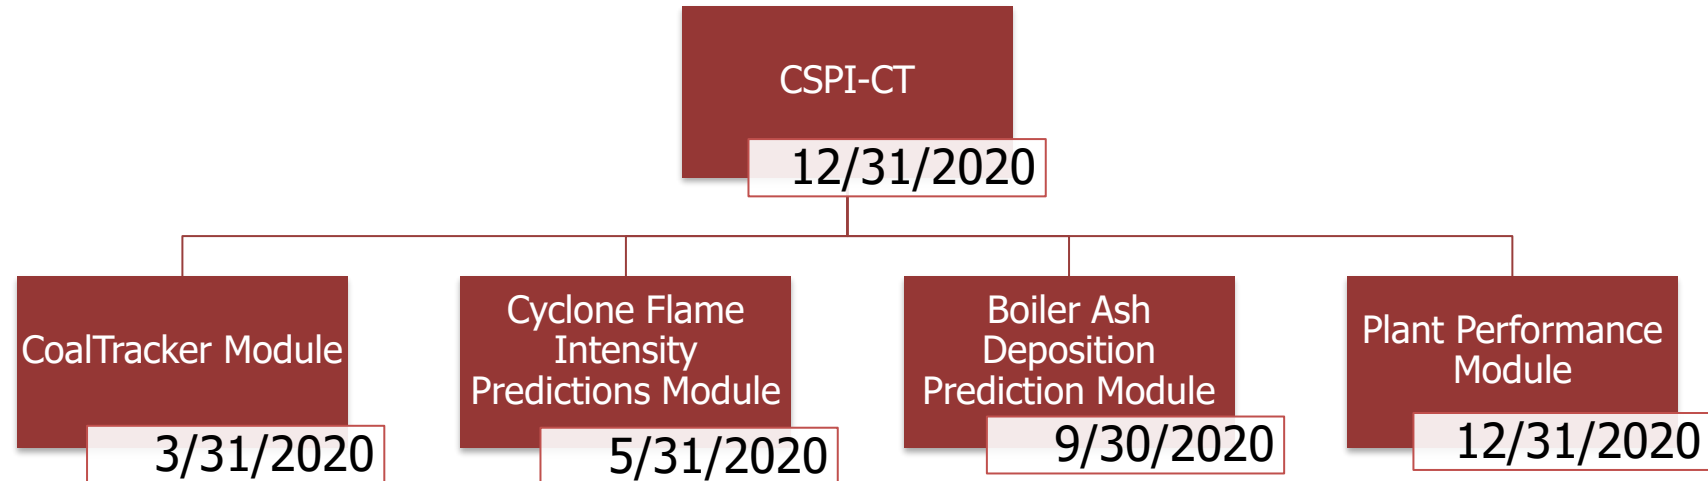 CSPI-CT
12/31/2020
CoalTracker Module
3/31/2020
Cyclone Flame
Intensity
Predictions Module
5/31/2020
Boiler Ash
Deposition
Prediction Module
9/30/2020
Plant Performance
Module
12/31/2020